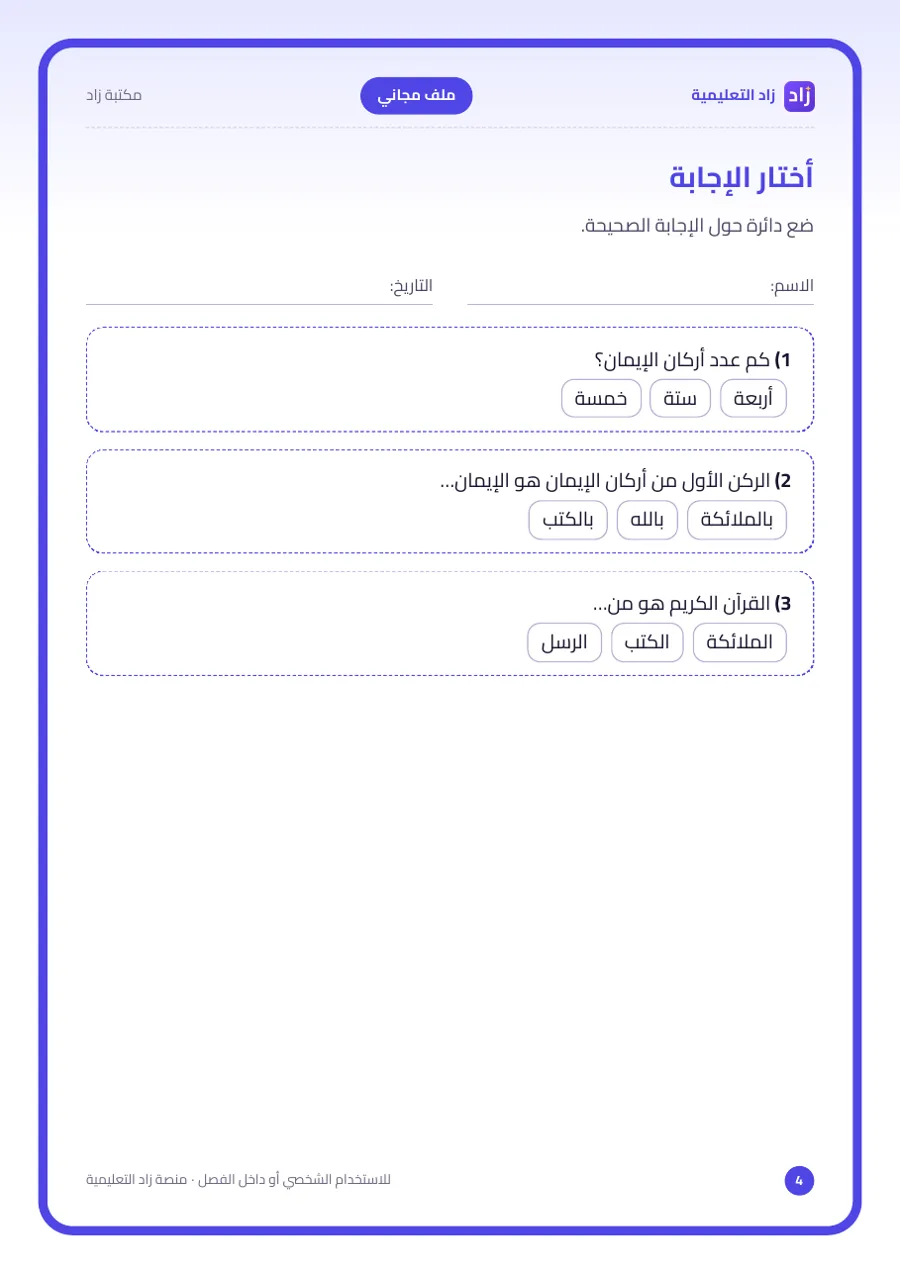 زاد زاد التعليمية
ملف مجاني
مكتبة زاد
أختار الإجابة
ضع دائرة حول الإجابة الصحيحة.
الاسم:
التاريخ:
1) كم عدد أركان الإيمان؟
أربعة ستة خمسة
2) الركن الأول من أركان الإيمان هو الإيمان...
بالملائكة بالله بالكتب
3) القرآن الكريم هو من...
الملائكة الكتب الرسل
4
للاستخدام الشخصي أو داخل الفصل · منصة زاد التعليمية